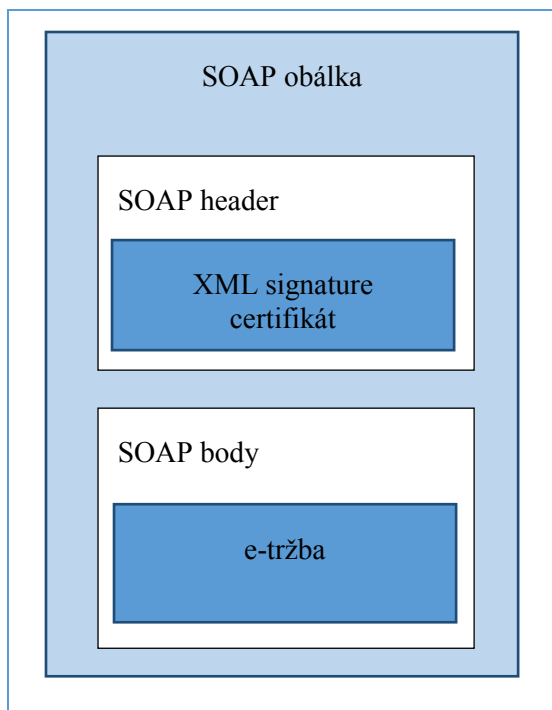 SOAP obálka
SOAP header
XML signature
certifikát
SOAP body
e-tržba